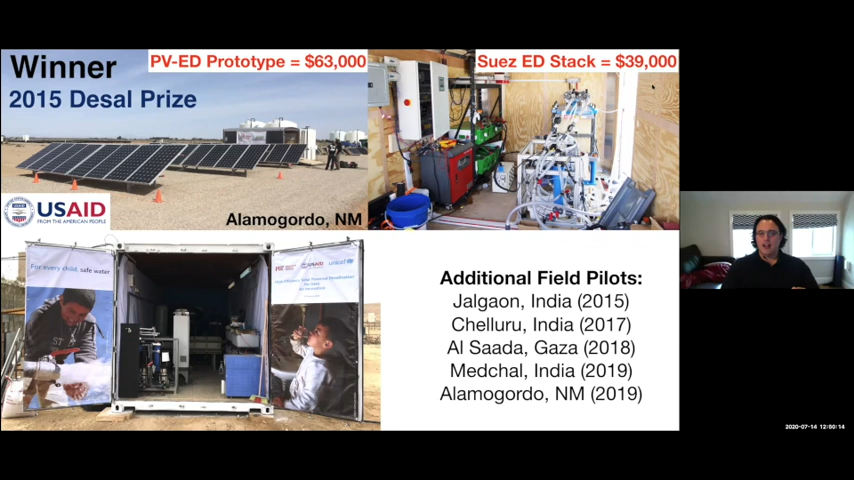 Winner
2015 Desal Prize
PV-ED Prototype = $63,000
Suez ED Stack = $39,000
USAID
FROM THE AMERICAN PEOPLE
Alamogordo, NM
For every child, safe water
USAID
unicef
Additional Field Pilots:
Jalgaon, India (2015)
Chelluru, India (2017)
Al Saada, Gaza (2018)
Medchal, India (2019)
Alamogordo, NM (2019)
2020-07-14 12:50:14